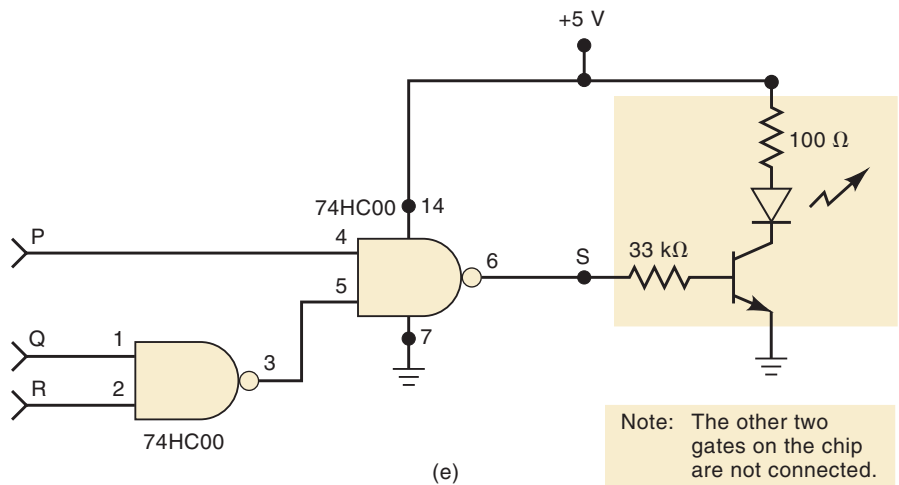 +5 V
100 Ω
74HC00
14
P
4
6
S
33 kΩ
5
7
Q
1
3
R
2
74HC00
Note: The other two
gates on the chip
are not connected.
(e)